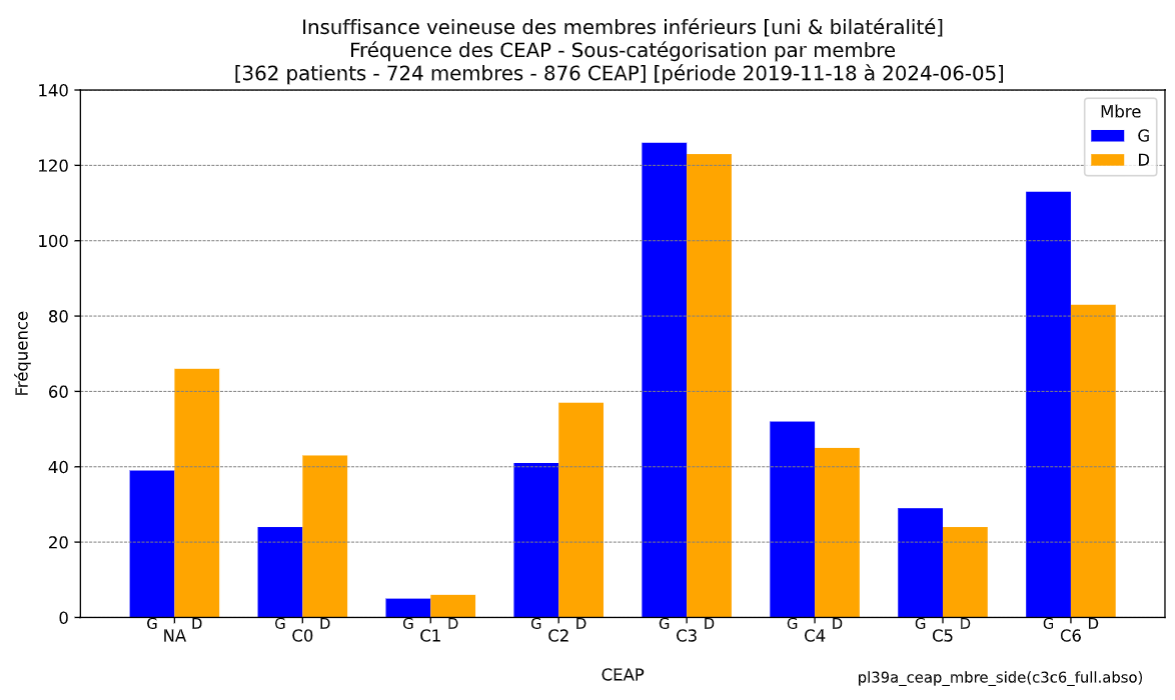 Insuffisance veineuse des membres inférieurs [uni & bilatéralité]
Fréquence des CEAP - Sous-catégorisation par membre
[362 patients - 724 membres - 876 CEAP] [période 2019-11-18 à 2024-06-05]
Mbre
G
D
140
120
100
80
60
40
20
0
Fréquence
G D G D G D G D G D G D G D G D
NA C0 C1 C2 C3 C4 C5 C6
CEAP
pl39a_ceap_mbre_side(c3c6_full.abso)